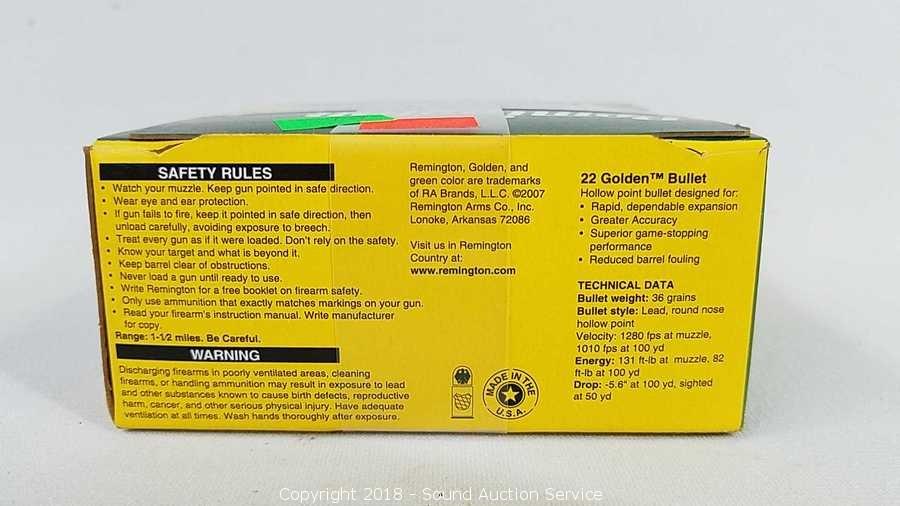 SAFETY RULES
• Watch your muzzle. Keep gun pointed in safe direction.
• Wear eye and ear protection.
• If gun fails to fire, keep it pointed in safe direction, then
unload carefully, avoiding exposure to breech.
• Treat every gun as if it were loaded. Don't rely on the safety.
• Know your target and what is beyond it.
• Keep barrel clear of obstructions.
• Never load a gun until ready to use.
• Write Remington for a free booklet on firearm safety.
• Only use ammunition that exactly matches markings on your gun.
• Read your firearm's instruction manual. Write manufacturer
for copy.
Range: 1-1/2 miles. Be Careful.
WARNING
Discharging firearms in poorly ventilated areas, cleaning
firearms, or handling ammunition may result in exposure to lead
and other substances known to cause birth defects, reproductive
harm, cancer, and other serious physical injury. Have adequate
ventilation at all times. Wash hands thoroughly after exposure.
Remington, Golden, and
green color are trademarks
of RA Brands, L.L.C. ©2007
Remington Arms Co., Inc.
Lonoke, Arkansas 72086
Visit us in Remington
Country at:
www.remington.com
MADE IN THE
U.S.A.
22 Golden™ Bullet
Hollow point bullet designed for:
• Rapid, dependable expansion
• Greater Accuracy
• Superior game-stopping
performance
• Reduced barrel fouling
TECHNICAL DATA
Bullet weight: 36 grains
Bullet style: Lead, round nose
hollow point
Velocity: 1280 fps at muzzle,
1010 fps at 100 yd
Energy: 131 ft-lb at muzzle, 82
ft-lb at 100 yd
Drop: -5.6" at 100 yd, sighted
at 50 yd
Copyright 2018 - Sound Auction Service